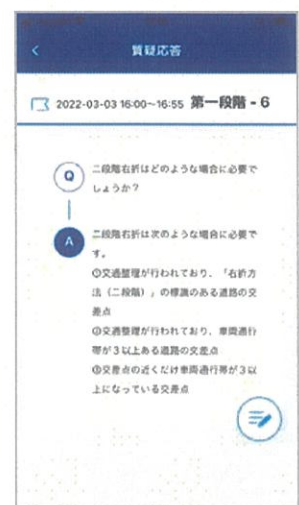 質疑応答
2022-03-03 16:00~16:55 第一段階 - 6
Q
二段階右折はどのような場合に必要で
しょうか？
A
二段階右折は次のような場合に必要で
す。
①交通整理が行われており、「右折方
法（二段階）」の標識のある道路の交
差点
②交通整理が行われており、車両通行
帯が3以上ある道路の交差点
③交差点の近くだけ車両通行帯が3以
上になっている交差点